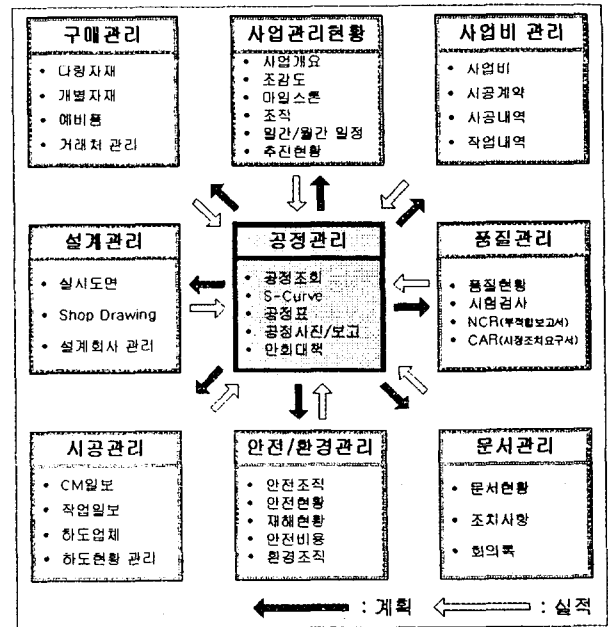 구매관리
• 다량자재
• 개별자재
• 예비품
• 거래처 관리
사업관리현황
• 사업개요
• 조감도
• 마일스톤
• 조직
• 일간/월간 일정
• 추진현황
사업비 관리
• 사업비
• 시공계약
• 시공내역
• 작업내역
설계관리
• 실시도면
• Shop Drawing
• 설계회사 관리
공정관리
• 공정조회
• S-Curve
• 공정표
• 공정사진/보고
• 만회대책
품질관리
• 품질현황
• 시험검사
• NCR(부적합보고서)
• CAR(시정조치요구서)
시공관리
• CM일보
• 작업일보
• 하도업체
• 하도현황 관리
안전/환경관리
• 안전조직
• 안전현황
• 재해현황
• 안전비용
• 환경조직
문서관리
• 문서현황
• 조치사항
• 회의록
: 계획
: 실적